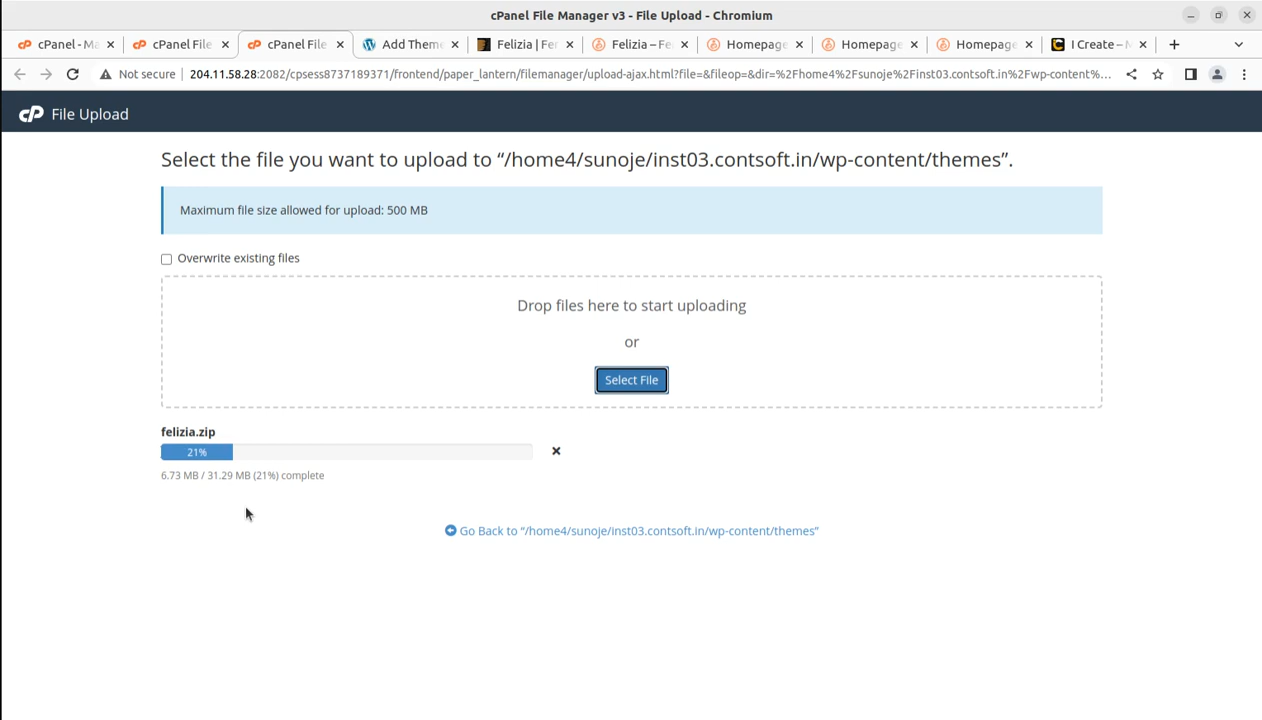 cPanel File Manager v3 - File Upload - Chromium
cPanel - Ma
cPanel File
cPanel File
Add Theme
Felizia | Fer
Felizia – Fe
Homepage
Homepage
Homepage
I Create – M
Not secure | 204.11.58.28:2082/cpsess8737189371/frontend/paper_lantern/filemanager/upload-ajax.html?file=&fileop=&dir=%2Fhome4%2Fsunoje%2Finst03.contsoft.in%2Fwp-content%...
cP File Upload
Select the file you want to upload to “/home4/sunoje/inst03.contsoft.in/wp-content/themes”.
Maximum file size allowed for upload: 500 MB
Overwrite existing files
Drop files here to start uploading
or
Select File
felizia.zip
21%
6.73 MB / 31.29 MB (21%) complete
Go Back to “/home4/sunoje/inst03.contsoft.in/wp-content/themes”